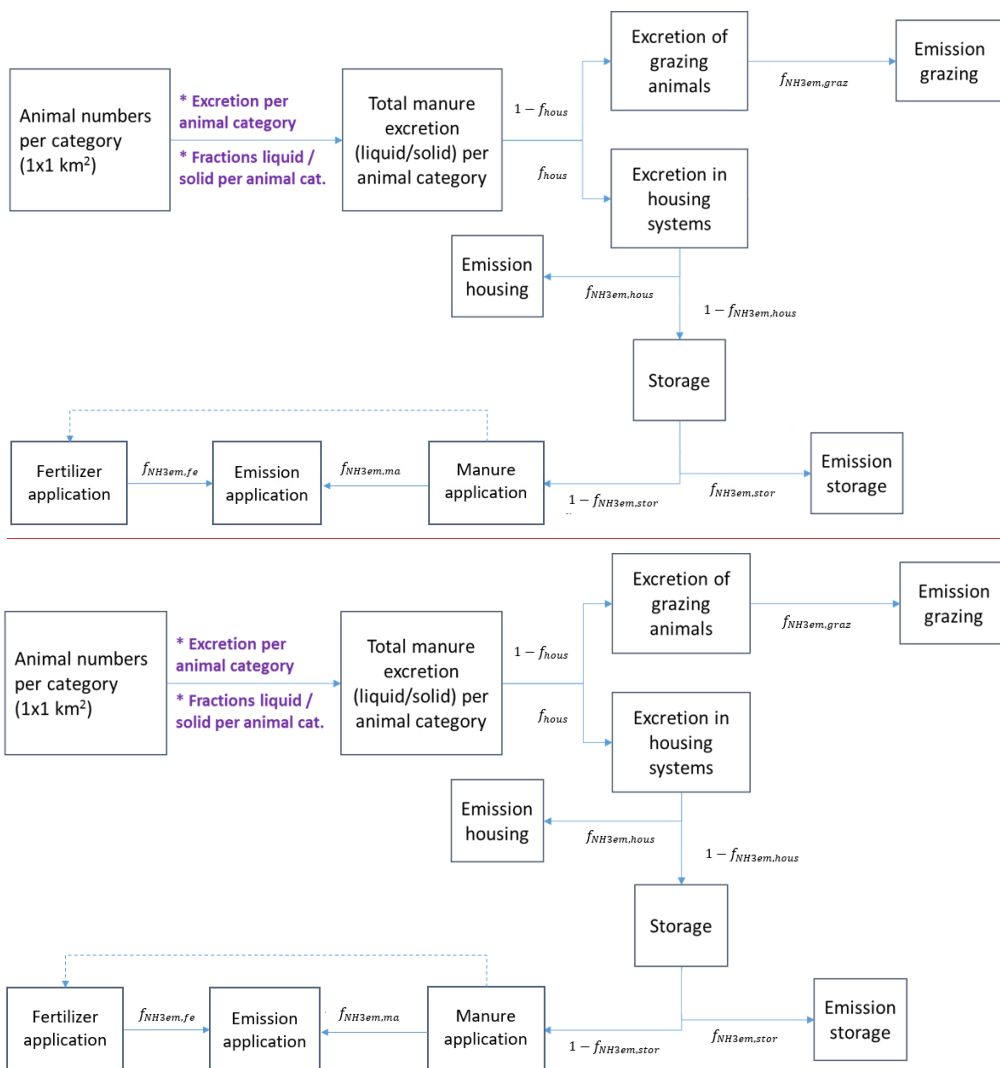 Animal numbers
per category
(1x1 km²)
* Excretion per
animal category
* Fractions liquid /
solid per animal cat.
Total manure
excretion
(liquid/solid) per
animal category
1 − f_hous
f_hous
Excretion of
grazing
animals
f_NH3em,graz
Emission
grazing
Excretion in
housing
systems
Emission
housing
f_NH3em,hous
1 − f_NH3em,hous
Storage
Fertilizer
application
f_NH3em,fe
Emission
application
f_NH3em,ma
Manure
application
1 − f_NH3em,stor
f_NH3em,stor
Emission
storage
Animal numbers
per category
(1x1 km²)
* Excretion per
animal category
* Fractions liquid /
solid per animal cat.
Total manure
excretion
(liquid/solid) per
animal category
1 − f_hous
f_hous
Excretion of
grazing
animals
f_NH3em,graz
Emission
grazing
Excretion in
housing
systems
Emission
housing
f_NH3em,hous
1 − f_NH3em,hous
Storage
Fertilizer
application
f_NH3em,fe
Emission
application
f_NH3em,ma
Manure
application
1 − f_NH3em,stor
f_NH3em,stor
Emission
storage